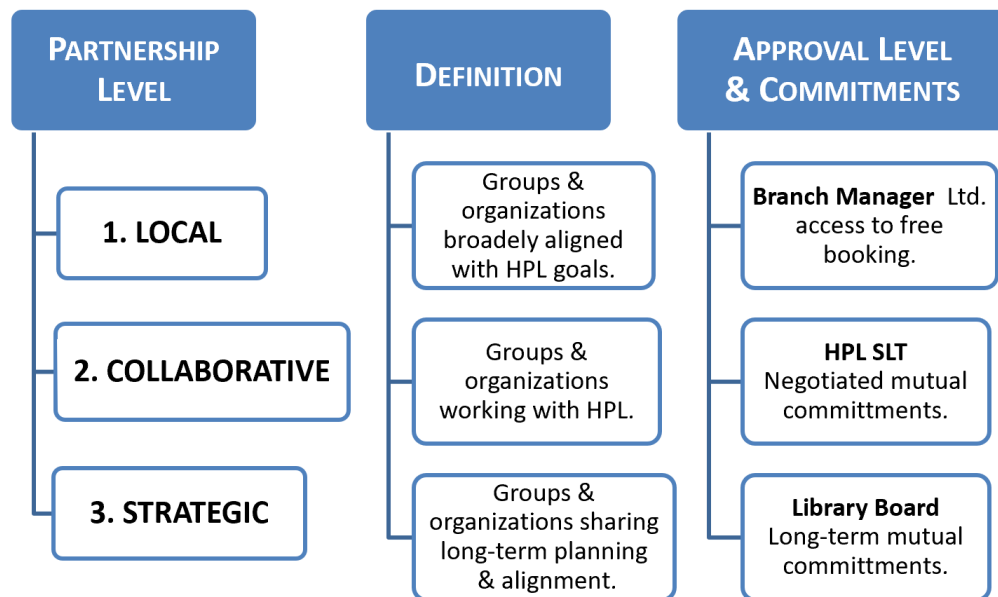 PARTNERSHIP
LEVEL
1. LOCAL
2. COLLABORATIVE
3. STRATEGIC
DEFINITION
Groups &
organizations
broadely aligned
with HPL goals.
Groups &
organizations
working with HPL.
Groups &
organizations sharing
long-term planning
& alignment.
APPROVAL LEVEL
& COMMITMENTS
Branch Manager Ltd.
access to free
booking.
HPL SLT
Negotiated mutual
committments.
Library Board
Long-term mutual
committments.